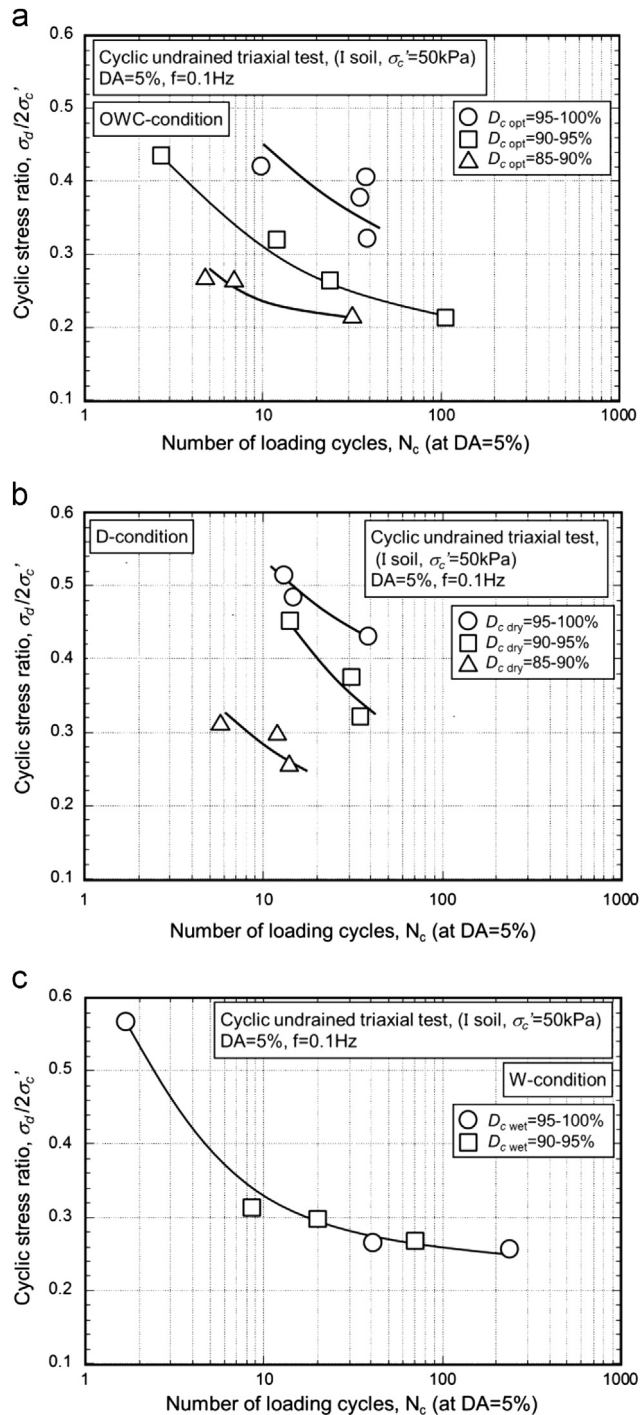 a
0.6
Cyclic undrained triaxial test, (I soil, σc'=50kPa)
DA=5%, f=0.1Hz
OWC-condition
Dc opt=95-100%
Dc opt=90-95%
Dc opt=85-90%
0.5
0.4
0.3
0.2
0.1
Cyclic stress ratio, σd/2σc'
1 10 100 1000
Number of loading cycles, Nc (at DA=5%)
b
0.6
D-condition
Cyclic undrained triaxial test,
(I soil, σc'=50kPa)
DA=5%, f=0.1Hz
Dc dry=95-100%
Dc dry=90-95%
Dc dry=85-90%
0.5
0.4
0.3
0.2
0.1
Cyclic stress ratio, σd/2σc'
1 10 100 1000
Number of loading cycles, Nc (at DA=5%)
c
0.6
Cyclic undrained triaxial test, (I soil, σc'=50kPa)
DA=5%, f=0.1Hz
W-condition
Dc wet=95-100%
Dc wet=90-95%
0.5
0.4
0.3
0.2
0.1
Cyclic stress ratio, σd/2σc'
1 10 100 1000
Number of loading cycles, Nc (at DA=5%)